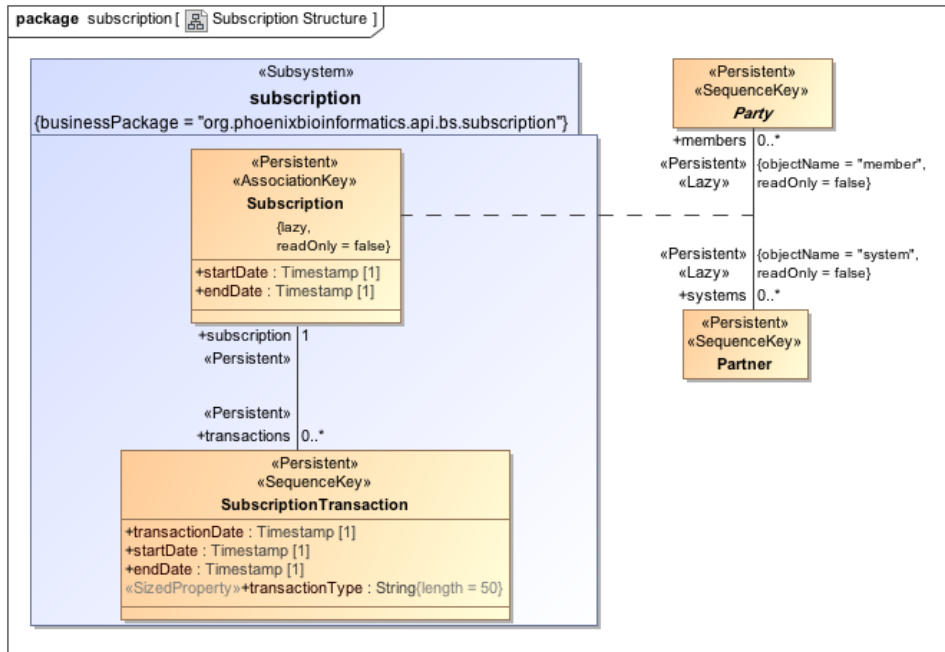 package subscription [ Subscription Structure ]
«Subsystem»
subscription
{businessPackage = "org.phoenixbioinformatics.api.bs.subscription"}
«Persistent»
«AssociationKey»
Subscription
{lazy,
readOnly = false}
+startDate : Timestamp [1]
+endDate : Timestamp [1]
+subscription 1
«Persistent»
«Persistent»
+transactions 0..*
«Persistent»
«SequenceKey»
SubscriptionTransaction
+transactionDate : Timestamp [1]
+startDate : Timestamp [1]
+endDate : Timestamp [1]
«SizedProperty»+transactionType : String{length = 50}
«Persistent»
«SequenceKey»
Party
+members 0..*
«Persistent» {objectName = "member",
«Lazy» readOnly = false}
«Persistent» {objectName = "system",
«Lazy» readOnly = false}
+systems 0..*
«Persistent»
«SequenceKey»
Partner